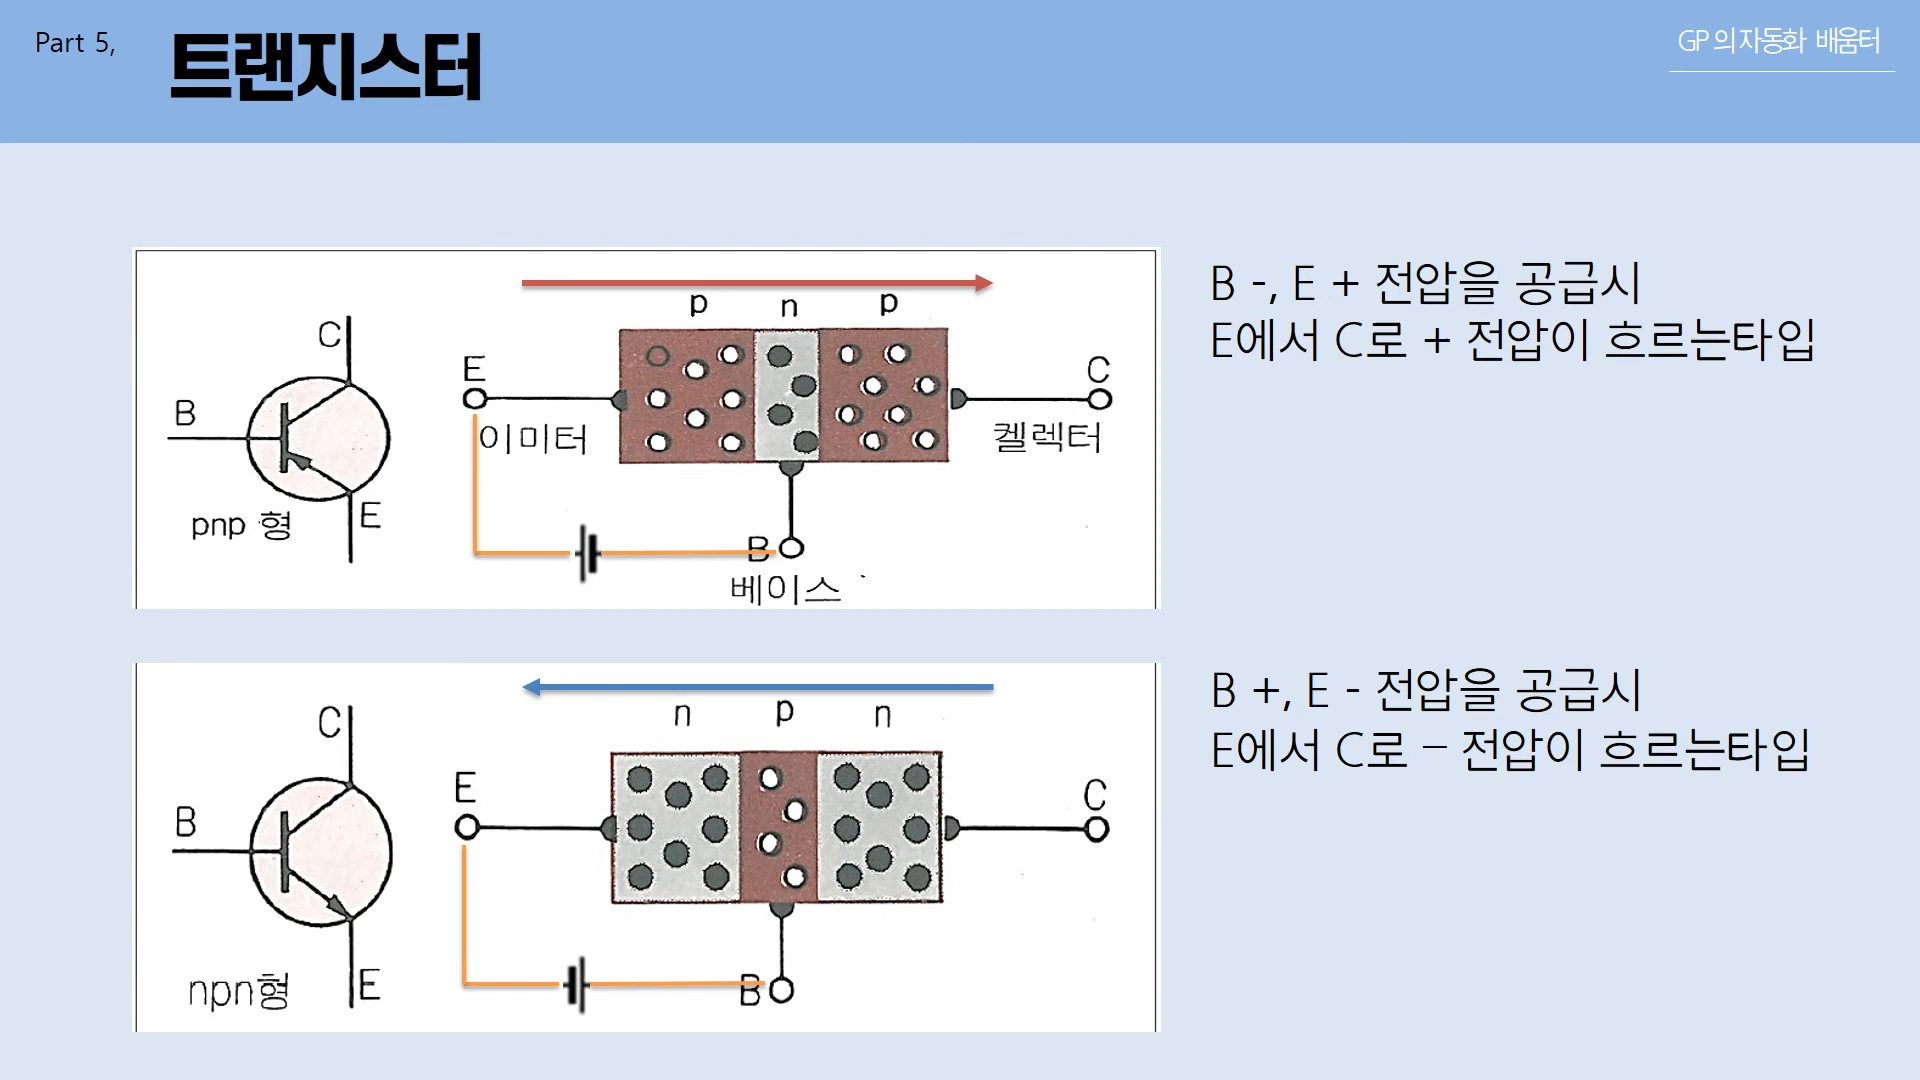 Part 5,
트랜지스터
GP의 자동화 배움터
p n p
C
B
E
pnp 형
E
이미터
C
켈렉터
B
베이스
B -, E + 전압을 공급시
E에서 C로 + 전압이 흐르는타입
n p n
C
B
E
npn형
E
C
B
B +, E - 전압을 공급시
E에서 C로 – 전압이 흐르는타입